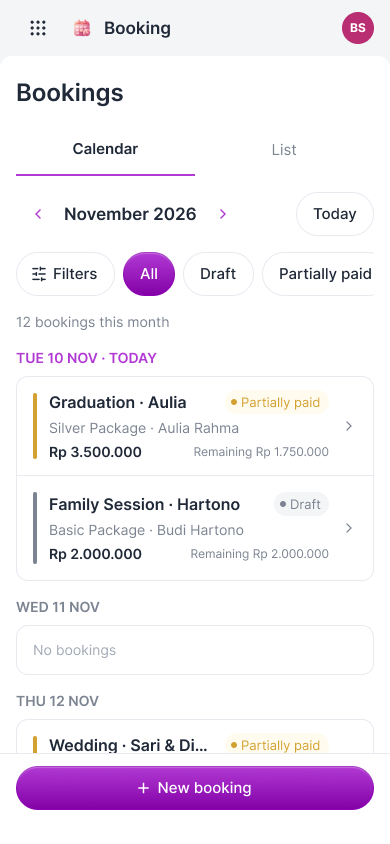 Booking
BS
Bookings
Calendar
List
November 2026
Today
Filters
All
Draft
Partially paid
12 bookings this month
TUE 10 NOV · TODAY
Graduation · Aulia
Partially paid
Silver Package · Aulia Rahma
Rp 3.500.000
Remaining Rp 1.750.000
Family Session · Hartono
Draft
Basic Package · Budi Hartono
Rp 2.000.000
Remaining Rp 2.000.000
WED 11 NOV
No bookings
THU 12 NOV
Wedding · Sari & Di...
Partially paid
+ New booking